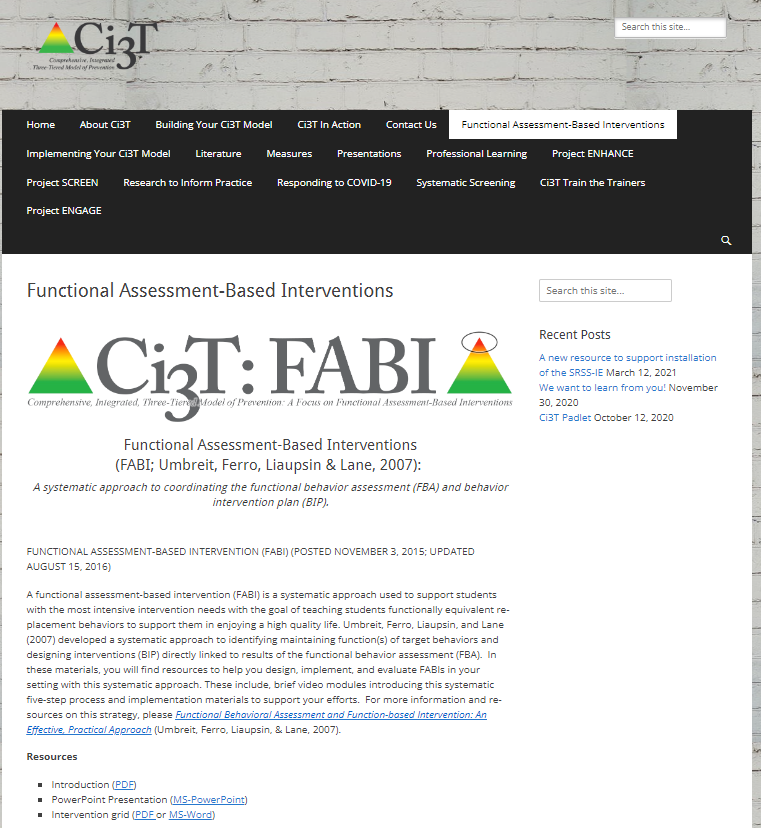 Ci3T
Comprehensive, Integrated
Three-Tiered Model of Prevention
Search this site...
Home About Ci3T Building Your Ci3T Model Ci3T In Action Contact Us Functional Assessment-Based Interventions
Implementing Your Ci3T Model Literature Measures Presentations Professional Learning Project ENHANCE
Project SCREEN Research to Inform Practice Responding to COVID-19 Systematic Screening Ci3T Train the Trainers
Project ENGAGE
Functional Assessment-Based Interventions
Ci3T: FABI
Comprehensive, Integrated, Three-Tiered Model of Prevention: A Focus on Functional Assessment-Based Interventions
Functional Assessment-Based Interventions
(FABI; Umbreit, Ferro, Liaupsin & Lane, 2007):
A systematic approach to coordinating the functional behavior assessment (FBA) and behavior
intervention plan (BIP).
FUNCTIONAL ASSESSMENT-BASED INTERVENTION (FABI) (POSTED NOVEMBER 3, 2015; UPDATED
AUGUST 15, 2016)
A functional assessment-based intervention (FABI) is a systematic approach used to support students
with the most intensive intervention needs with the goal of teaching students functionally equivalent re-
placement behaviors to support them in enjoying a high quality life. Umbreit, Ferro, Liaupsin, and Lane
(2007) developed a systematic approach to identifying maintaining function(s) of target behaviors and
designing interventions (BIP) directly linked to results of the functional behavior assessment (FBA). In
these materials, you will find resources to help you design, implement, and evaluate FABIs in your
setting with this systematic approach. These include, brief video modules introducing this systematic
five-step process and implementation materials to support your efforts. For more information and re-
sources on this strategy, please Functional Behavioral Assessment and Function-based Intervention: An
Effective, Practical Approach (Umbreit, Ferro, Liaupsin, & Lane, 2007).
Resources
Introduction (PDF)
PowerPoint Presentation (MS-PowerPoint)
Intervention grid (PDF or MS-Word)
Search this site...
Recent Posts
A new resource to support installation
of the SRSS-IE March 12, 2021
We want to learn from you! November
30, 2020
Ci3T Padlet October 12, 2020